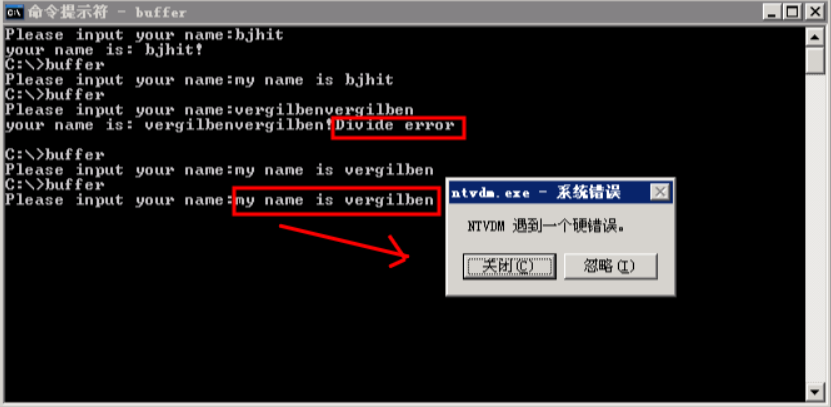 命令提示符 - buffer
Please input your name:bjhit
your name is: bjhit!
C:\>buffer
Please input your name:my name is bjhit
C:\>buffer
Please input your name:vergilbenvergilben
your name is: vergilbenvergilben!Divide error
C:\>buffer
Please input your name:my name is vergilben
C:\>buffer
Please input your name:my name is vergilben
ntvdm.exe - 系统错误
NTVDM 遇到一个硬错误。
关闭(C) 忽略(I)